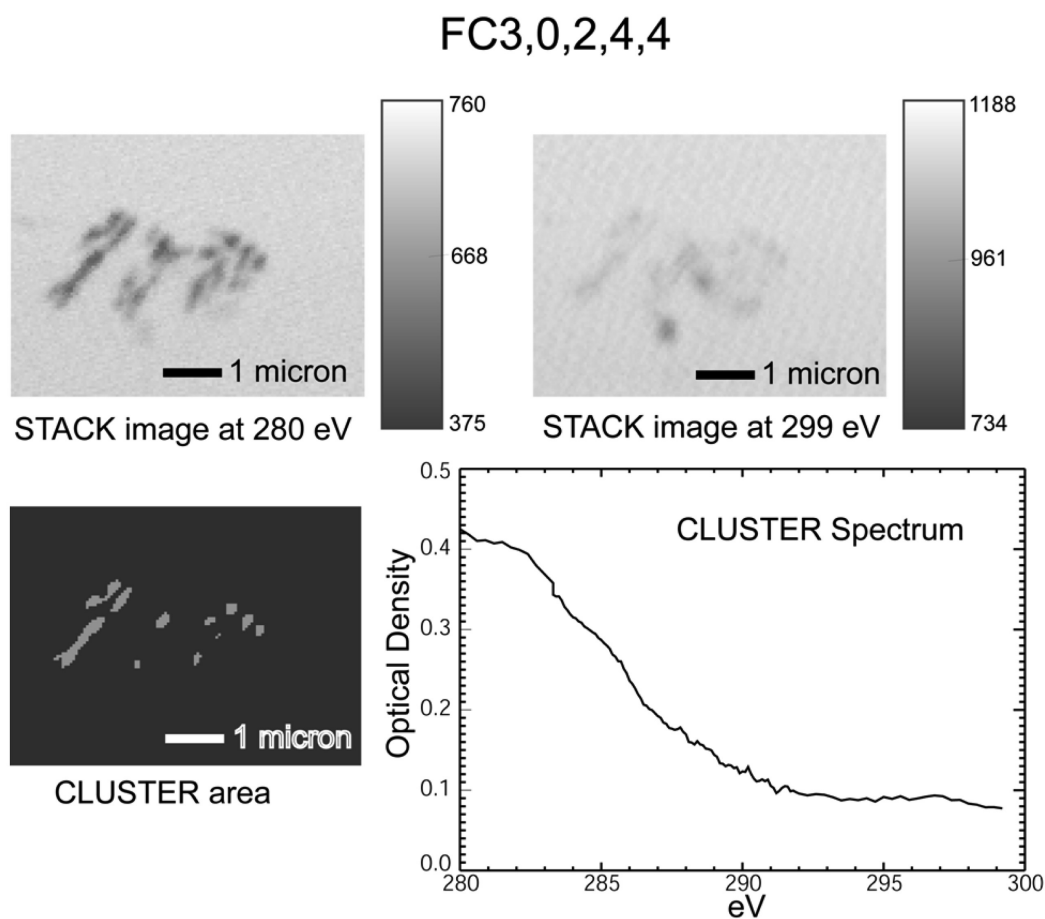 FC3,0,2,4,4
760
668
375
1 micron
STACK image at 280 eV
1188
961
734
1 micron
STACK image at 299 eV
1 micron
CLUSTER area
CLUSTER Spectrum
Optical Density
0.5
0.4
0.3
0.2
0.1
0.0
280
285
290
295
300
eV